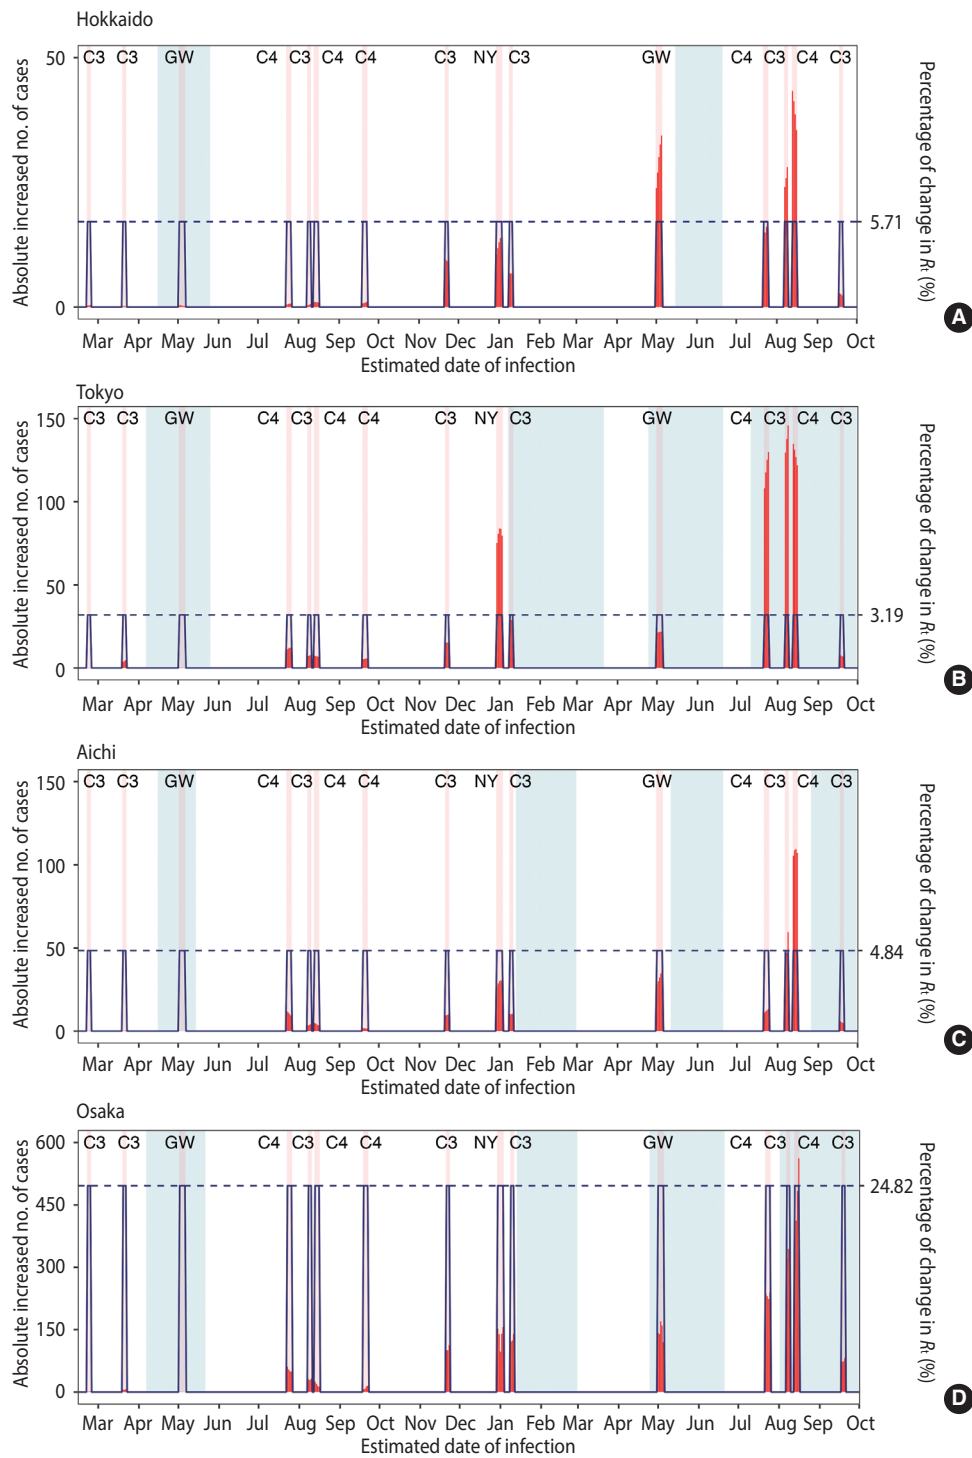 Hokkaido
C3 C3 GW C4 C3 C4 C4 C3 NY C3 GW C4 C3 C4 C3
50
0
Absolute increased no. of cases
5.71
Percentage of change in Rt (%)
A
Mar Apr May Jun Jul Aug Sep Oct Nov Dec Jan Feb Mar Apr May Jun Jul Aug Sep Oct
Estimated date of infection
Tokyo
C3 C3 GW C4 C3 C4 C4 C3 NY C3 GW C4 C3 C4 C3
150
100
50
0
Absolute increased no. of cases
3.19
Percentage of change in Rt (%)
B
Mar Apr May Jun Jul Aug Sep Oct Nov Dec Jan Feb Mar Apr May Jun Jul Aug Sep Oct
Estimated date of infection
Aichi
C3 C3 GW C4 C3 C4 C4 C3 NY C3 GW C4 C3 C4 C3
150
100
50
0
Absolute increased no. of cases
4.84
Percentage of change in Rt (%)
C
Mar Apr May Jun Jul Aug Sep Oct Nov Dec Jan Feb Mar Apr May Jun Jul Aug Sep Oct
Estimated date of infection
Osaka
C3 C3 GW C4 C3 C4 C4 C3 NY C3 GW C4 C3 C4 C3
600
450
300
150
0
Absolute increased no. of cases
24.82
Percentage of change in Rt (%)
D
Mar Apr May Jun Jul Aug Sep Oct Nov Dec Jan Feb Mar Apr May Jun Jul Aug Sep Oct
Estimated date of infection